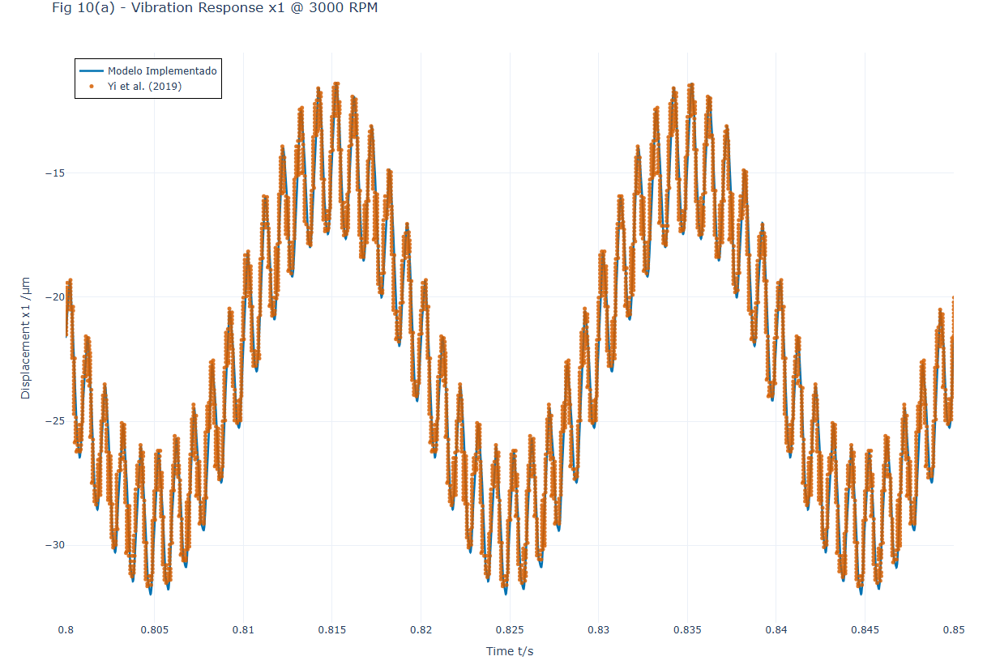 Fig 10(a) - Vibration Response x1 @ 3000 RPM
Modelo Implementado
Yi et al. (2019)
−15
−20
−25
−30
Displacement x1 /μm
0.8 0.805 0.81 0.815 0.82 0.825 0.83 0.835 0.84 0.845 0.85
Time t/s